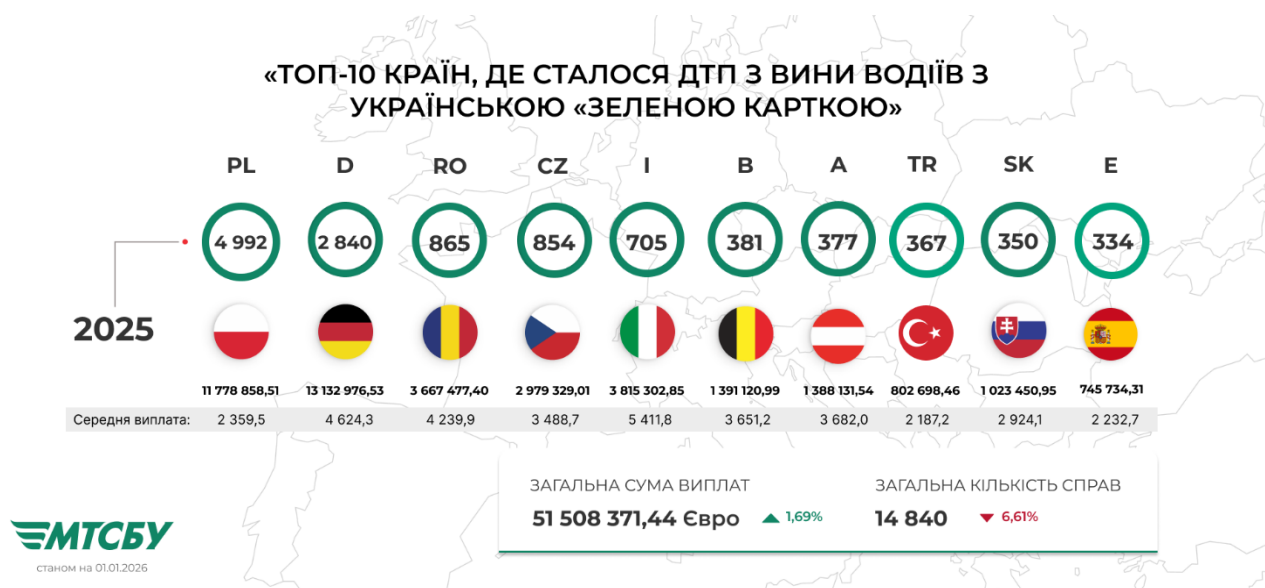 «ТОП-10 КРАЇН, ДЕ СТАЛОСЯ ДТП З ВИНИ ВОДІЇВ З
УКРАЇНСЬКОЮ «ЗЕЛЕНОЮ КАРТКОЮ»
PL D RO CZ I B A TR SK E
4 992 2 840 865 854 705 381 377 367 350 334
2025
11 778 858,51 13 132 976,53 3 667 477,40 2 979 329,01 3 815 302,85 1 391 120,99 1 388 131,54 802 698,46 1 023 450,95 745 734,31
Середня виплата: 2 359,5 4 624,3 4 239,9 3 488,7 5 411,8 3 651,2 3 682,0 2 187,2 2 924,1 2 232,7
ЗАГАЛЬНА СУМА ВИПЛАТ ЗАГАЛЬНА КІЛЬКІСТЬ СПРАВ
51 508 371,44 Євро ▲ 1,69% 14 840 ▼ 6,61%
МТСБУ
станом на 01.01.2026